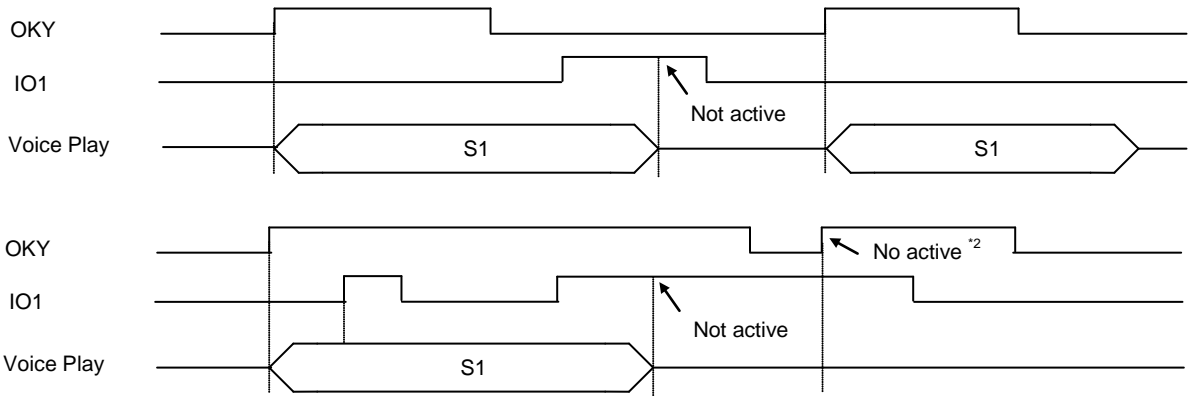 OKY
IO1
Not active
Voice Play
S1
S1
OKY
No active *2
IO1
Not active
Voice Play
S1